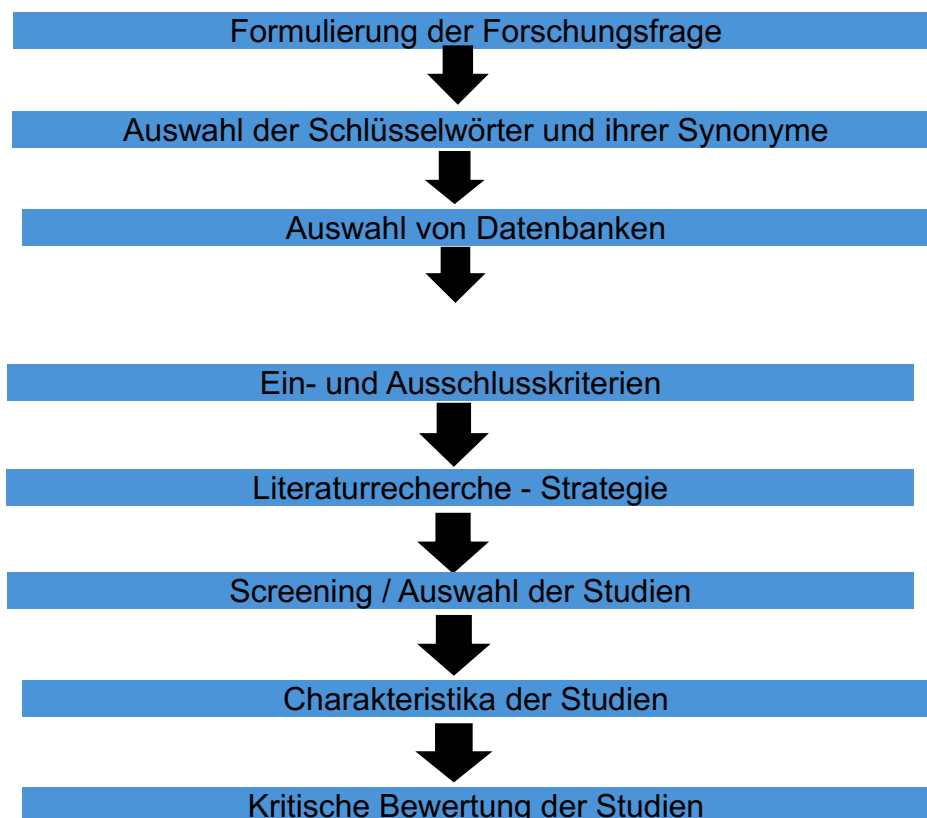 Formulierung der Forschungsfrage
Auswahl der Schlüsselwörter und ihrer Synonyme
Auswahl von Datenbanken
Ein- und Ausschlusskriterien
Literaturrecherche - Strategie
Screening / Auswahl der Studien
Charakteristika der Studien
Kritische Bewertung der Studien